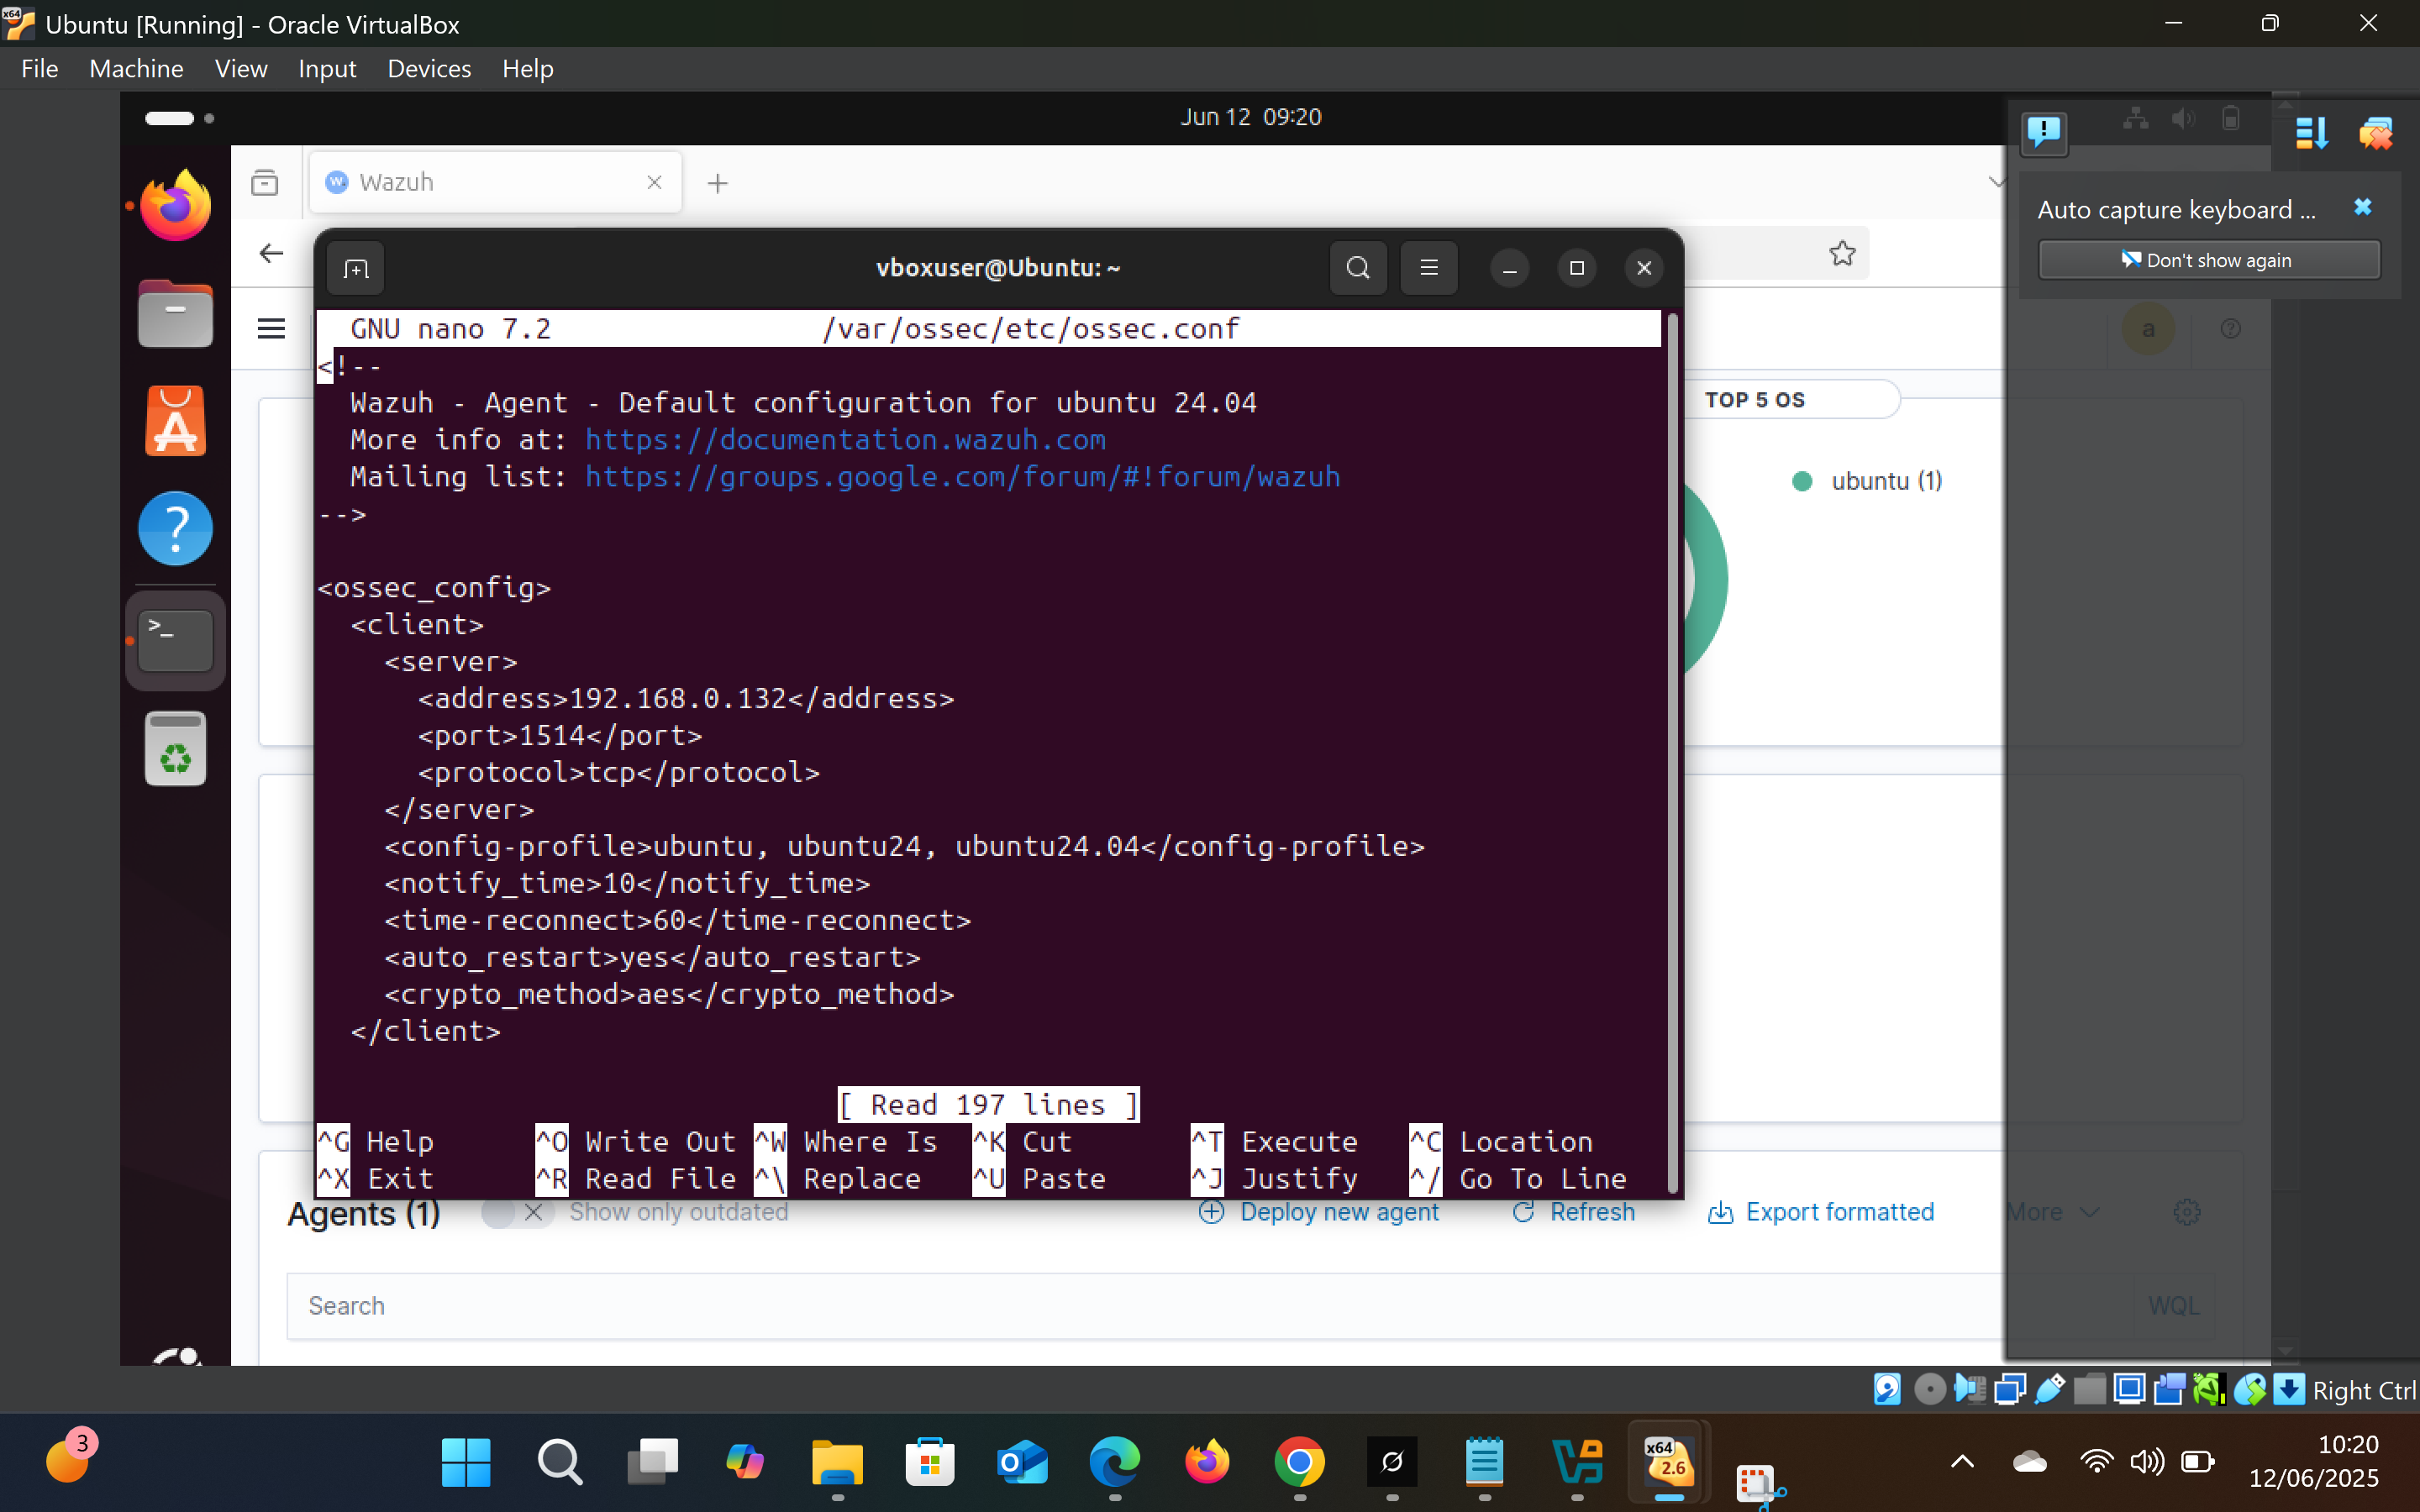 Ubuntu [Running] - Oracle VirtualBox
File Machine View Input Devices Help
Jun 12 09:20
Wazuh
Auto capture keyboard ...
Don't show again
vboxuser@Ubuntu: ~
a
GNU nano 7.2 /var/ossec/etc/ossec.conf
<!--
Wazuh - Agent - Default configuration for ubuntu 24.04
More info at: https://documentation.wazuh.com
Mailing list: https://groups.google.com/forum/#!forum/wazuh
-->
<ossec_config>
<client>
<server>
<address>192.168.0.132</address>
<port>1514</port>
<protocol>tcp</protocol>
</server>
<config-profile>ubuntu, ubuntu24, ubuntu24.04</config-profile>
<notify_time>10</notify_time>
<time-reconnect>60</time-reconnect>
<auto_restart>yes</auto_restart>
<crypto_method>aes</crypto_method>
</client>
[ Read 197 lines ]
^G Help ^O Write Out ^W Where Is ^K Cut ^T Execute ^C Location
^X Exit ^R Read File ^\ Replace ^U Paste ^J Justify ^/ Go To Line
TOP 5 OS
ubuntu (1)
Agents (1) Show only outdated Deploy new agent Refresh Export formatted More
Search WQL
Right Ctrl
3
x64
2.6
10:20
12/06/2025